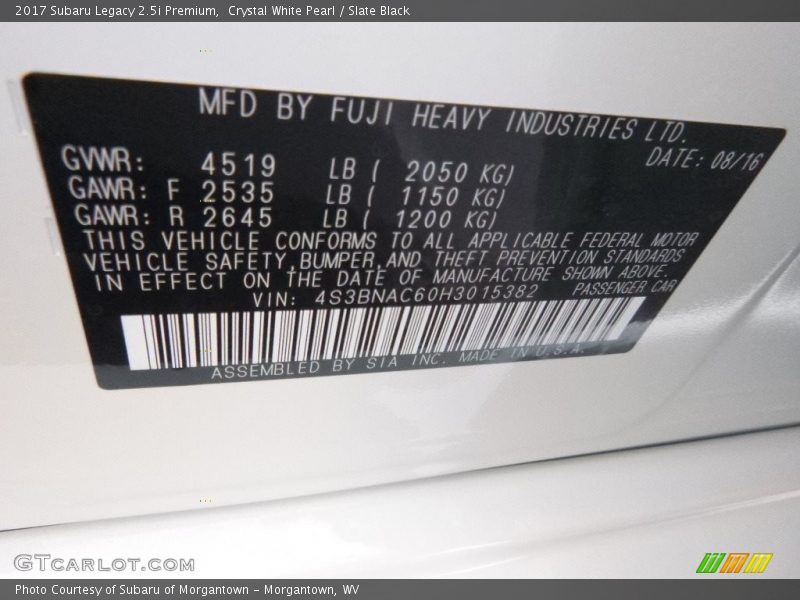 2017 Subaru Legacy 2.5i Premium,  Crystal White Pearl / Slate Black
MFD BY FUJI HEAVY INDUSTRIES LTD.
DATE: 08/16
GVWR: 4519 LB ( 2050 KG)
GAWR: F 2535 LB ( 1150 KG)
GAWR: R 2645 LB ( 1200 KG)
THIS VEHICLE CONFORMS TO ALL APPLICABLE FEDERAL MOTOR
VEHICLE SAFETY,BUMPER,AND THEFT PREVENTION STANDARDS
IN EFFECT ON THE DATE OF MANUFACTURE SHOWN ABOVE.
VIN: 4S3BNAC60H3015382 PASSENGER CAR
ASSEMBLED BY SIA INC. MADE IN U.S.A.
GTCARLOT.COM
Photo Courtesy of Subaru of Morgantown - Morgantown, WV